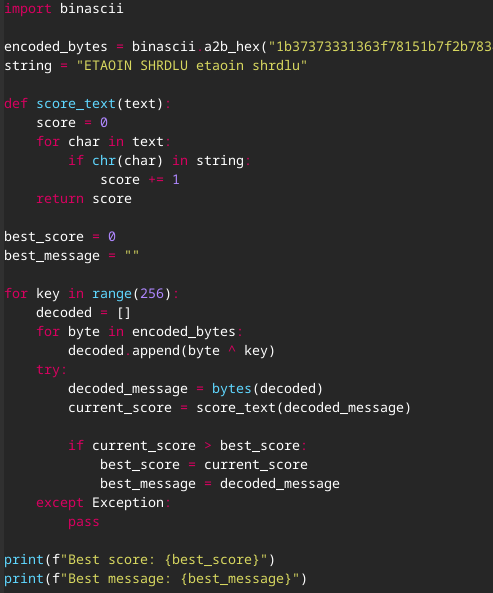 import binascii

encoded_bytes = binascii.a2b_hex("1b37373331363f78151b7f2b783
string = "ETAOIN SHRDLU etaoin shrdlu"

def score_text(text):
    score = 0
    for char in text:
        if chr(char) in string:
            score += 1
    return score

best_score = 0
best_message = ""

for key in range(256):
    decoded = []
    for byte in encoded_bytes:
        decoded.append(byte ^ key)
    try:
        decoded_message = bytes(decoded)
        current_score = score_text(decoded_message)

        if current_score > best_score:
            best_score = current_score
            best_message = decoded_message
    except Exception:
        pass

print(f"Best score: {best_score}")
print(f"Best message: {best_message}")